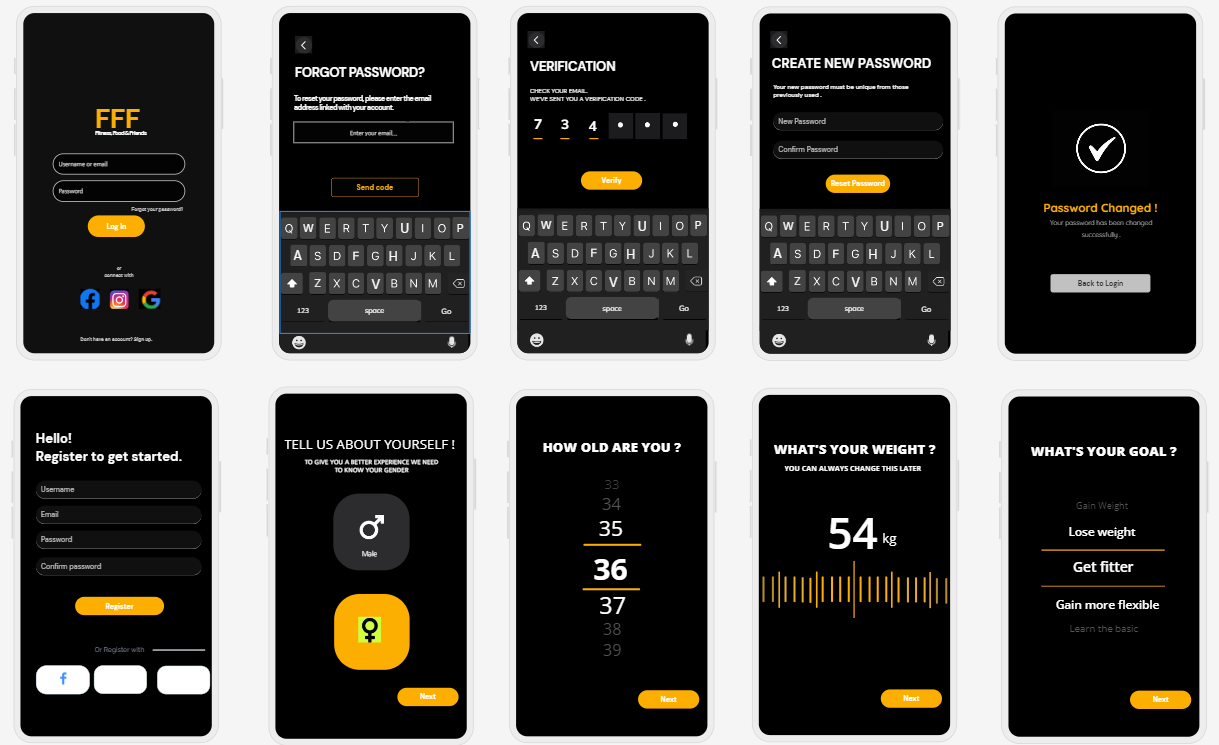 FFF
Fitness, Food & Friends
Username or email
Password
Forgot your password?
Log In
or
connect with
Don't have an account? Sign up.
FORGOT PASSWORD?
To reset your password, please enter the email
address linked with your account.
Enter your email...
Send code
Q W E R T Y U I O P
A S D F G H J K L
Z X C V B N M
123 space Go
VERIFICATION
CHECK YOUR EMAIL.
WE'VE SENT YOU A VERIFICATION CODE .
7 3 4
Verify
Q W E R T Y U I O P
A S D F G H J K L
Z X C V B N M
123 space Go
CREATE NEW PASSWORD
Your new password must be unique from those
previously used .
New Password
Confirm Password
Reset Password
Q W E R T Y U I O P
A S D F G H J K L
Z X C V B N M
123 space Go
Password Changed !
Your password has been changed
successfully..
Back to Login
Hello!
Register to get started.
Username
Email
Password
Confirm password
Register
Or Register with
TELL US ABOUT YOURSELF !
TO GIVE YOU A BETTER EXPERIENCE WE NEED
TO KNOW YOUR GENDER
Male
Next
HOW OLD ARE YOU ?
33
34
35
36
37
38
39
Next
WHAT'S YOUR WEIGHT ?
YOU CAN ALWAYS CHANGE THIS LATER
54 kg
Next
WHAT'S YOUR GOAL ?
Gain Weight
Lose weight
Get fitter
Gain more flexible
Learn the basic
Next